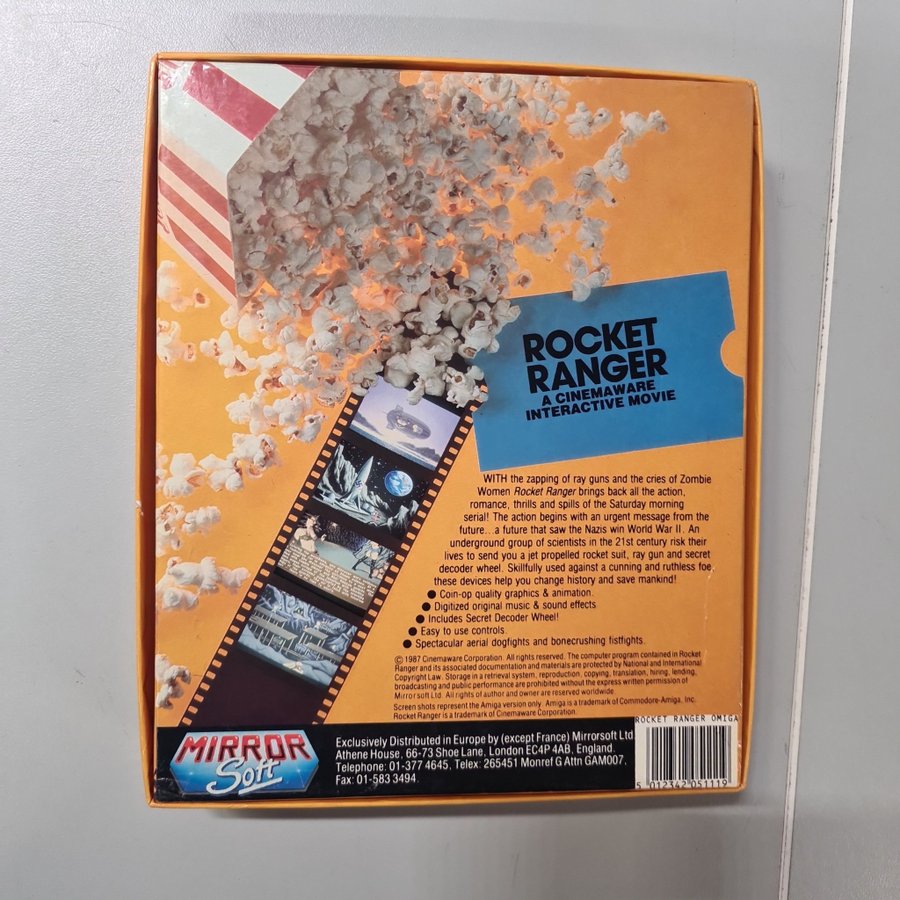 ROCKET
RANGER
A CINEMAWARE
INTERACTIVE MOVIE
WITH the zapping of ray guns and the cries of Zombie
Women Rocket Ranger brings back all the action,
romance, thrills and spills of the Saturday morning
serial! The action begins with an urgent message from the
future...a future that saw the Nazis win World War II. An
underground group of scientists in the 21st century risk their
lives to send you a jet propelled rocket suit, ray gun and secret
decoder wheel. Skillfully used against a cunning and ruthless foe,
these devices help you change history and save mankind!
● Coin-op quality graphics & animation.
● Digitized original music & sound effects
● Includes Secret Decoder Wheel!
● Easy to use controls.
● Spectacular aerial dogfights and bonecrushing fistfights.
© 1987 Cinemaware Corporation. All rights reserved. The computer program contained in Rocket
Ranger and its associated documentation and materials are protected by National and International
Copyright Law. Storage in a retrieval system, reproduction, copying, translation, hiring, lending,
broadcasting and public performance are prohibited without the express written permission of
Mirrorsoft Ltd. All rights of author and owner are reserved worldwide.
Screen shots represent the Amiga version only. Amiga is a trademark of Commodore-Amiga. Inc.
Rocket Ranger is a trademark of Cinemaware Corporation.
MIRROR
Soft
Exclusively Distributed in Europe by (except France) Mirrorsoft Ltd
Athene House, 66-73 Shoe Lane, London EC4P 4AB, England.
Telephone: 01-377 4645, Telex: 265451 Monref G Attn GAM007.
Fax: 01-583 3494.
ROCKET RANGER OMIGA
5 012342 051119